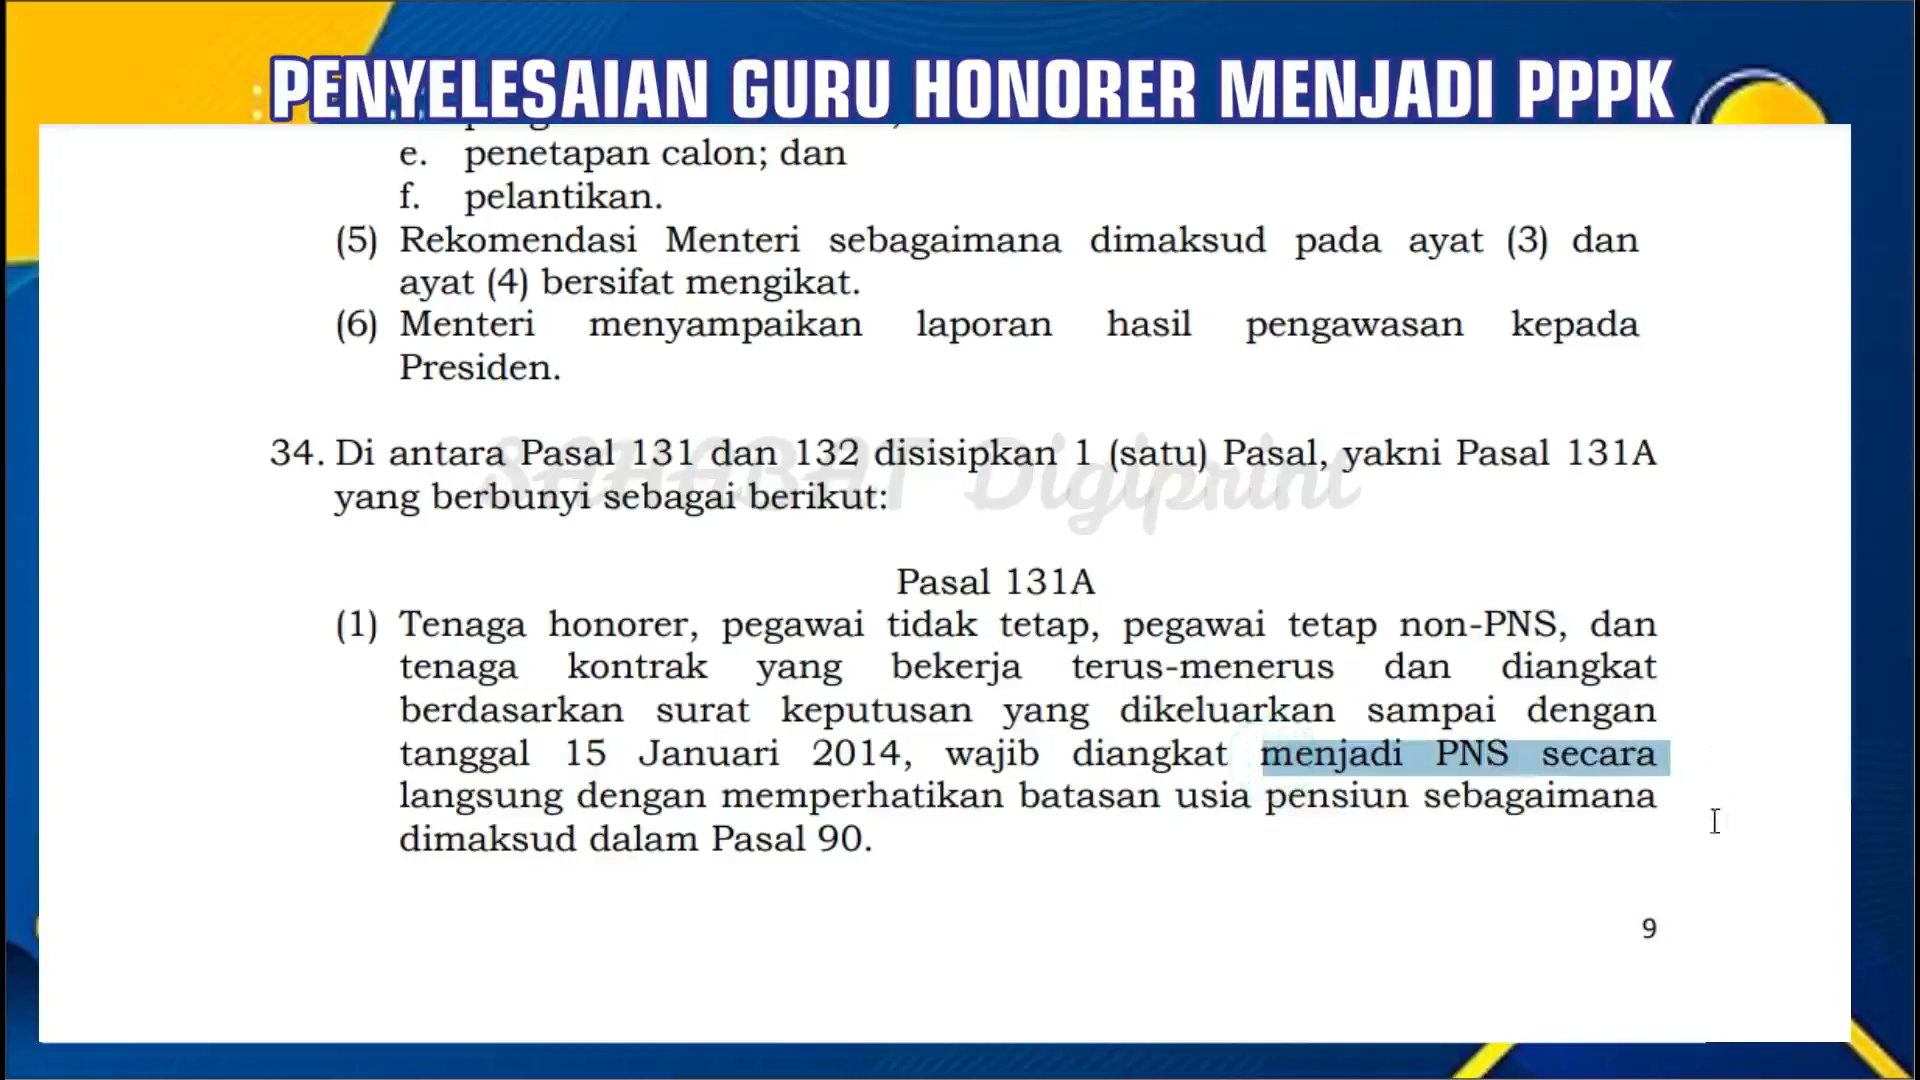 PENYELESAIAN GURU HONORER MENJADI PPPK
e. penetapan calon; dan
f. pelantikan.
(5) Rekomendasi Menteri sebagaimana dimaksud pada ayat (3) dan
ayat (4) bersifat mengikat.
(6) Menteri menyampaikan laporan hasil pengawasan kepada
Presiden.
34. Di antara Pasal 131 dan 132 disisipkan 1 (satu) Pasal, yakni Pasal 131A
SAHABAT Digiprint
yang berbunyi sebagai berikut:
Pasal 131A
(1) Tenaga honorer, pegawai tidak tetap, pegawai tetap non-PNS, dan
tenaga kontrak yang bekerja terus-menerus dan diangkat
berdasarkan surat keputusan yang dikeluarkan sampai dengan
tanggal 15 Januari 2014, wajib diangkat menjadi PNS secara
langsung dengan memperhatikan batasan usia pensiun sebagaimana
dimaksud dalam Pasal 90.
9